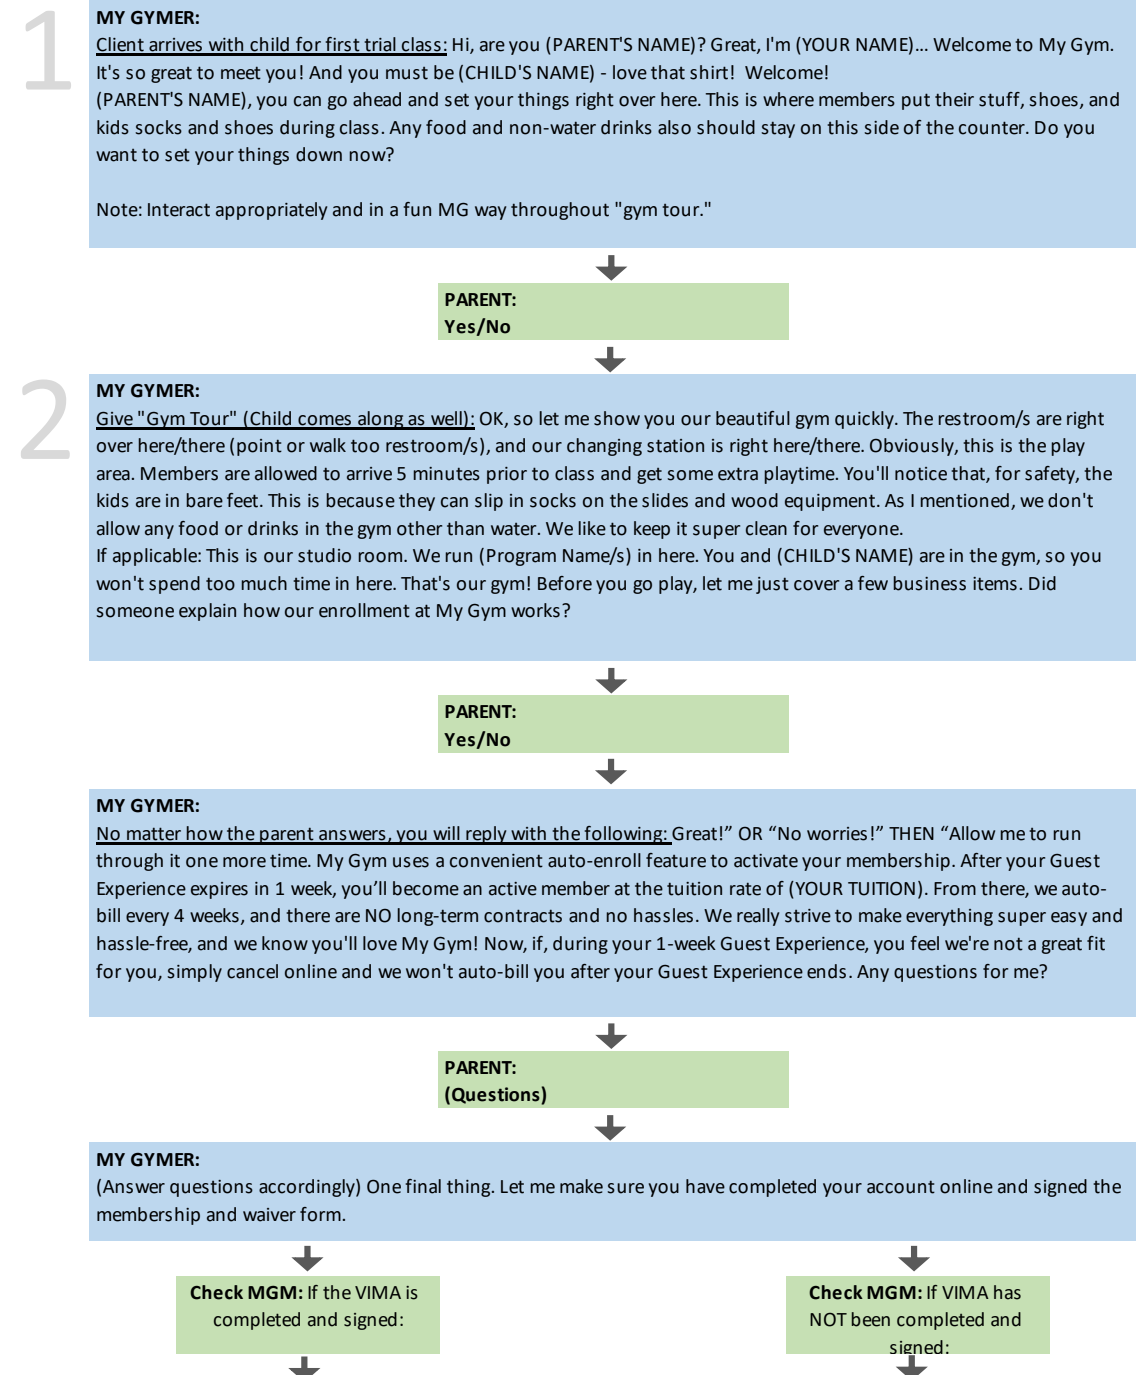 1
MY GYMER:
Client arrives with child for first trial class: Hi, are you (PARENT'S NAME)? Great, I'm (YOUR NAME)... Welcome to My Gym.
It's so great to meet you! And you must be (CHILD'S NAME) - love that shirt!  Welcome!
(PARENT'S NAME), you can go ahead and set your things right over here. This is where members put their stuff, shoes, and
kids socks and shoes during class. Any food and non-water drinks also should stay on this side of the counter. Do you
want to set your things down now?
Note: Interact appropriately and in a fun MG way throughout "gym tour."
PARENT:
Yes/No
2
MY GYMER:
Give "Gym Tour" (Child comes along as well): OK, so let me show you our beautiful gym quickly. The restroom/s are right
over here/there (point or walk too restroom/s), and our changing station is right here/there. Obviously, this is the play
area. Members are allowed to arrive 5 minutes prior to class and get some extra playtime. You'll notice that, for safety, the
kids are in bare feet. This is because they can slip in socks on the slides and wood equipment. As I mentioned, we don't
allow any food or drinks in the gym other than water. We like to keep it super clean for everyone.
If applicable: This is our studio room. We run (Program Name/s) in here. You and (CHILD'S NAME) are in the gym, so you
won't spend too much time in here. That's our gym! Before you go play, let me just cover a few business items. Did
someone explain how our enrollment at My Gym works?
PARENT:
Yes/No
MY GYMER:
No matter how the parent answers, you will reply with the following: Great!” OR “No worries!” THEN “Allow me to run
through it one more time. My Gym uses a convenient auto-enroll feature to activate your membership. After your Guest
Experience expires in 1 week, you’ll become an active member at the tuition rate of (YOUR TUITION). From there, we auto-
bill every 4 weeks, and there are NO long-term contracts and no hassles. We really strive to make everything super easy and
hassle-free, and we know you'll love My Gym! Now, if, during your 1-week Guest Experience, you feel we're not a great fit
for you, simply cancel online and we won't auto-bill you after your Guest Experience ends. Any questions for me?
PARENT:
(Questions)
MY GYMER:
(Answer questions accordingly) One final thing. Let me make sure you have completed your account online and signed the
membership and waiver form.
Check MGM: If the VIMA is
completed and signed:
Check MGM: If VIMA has
NOT been completed and
signed: